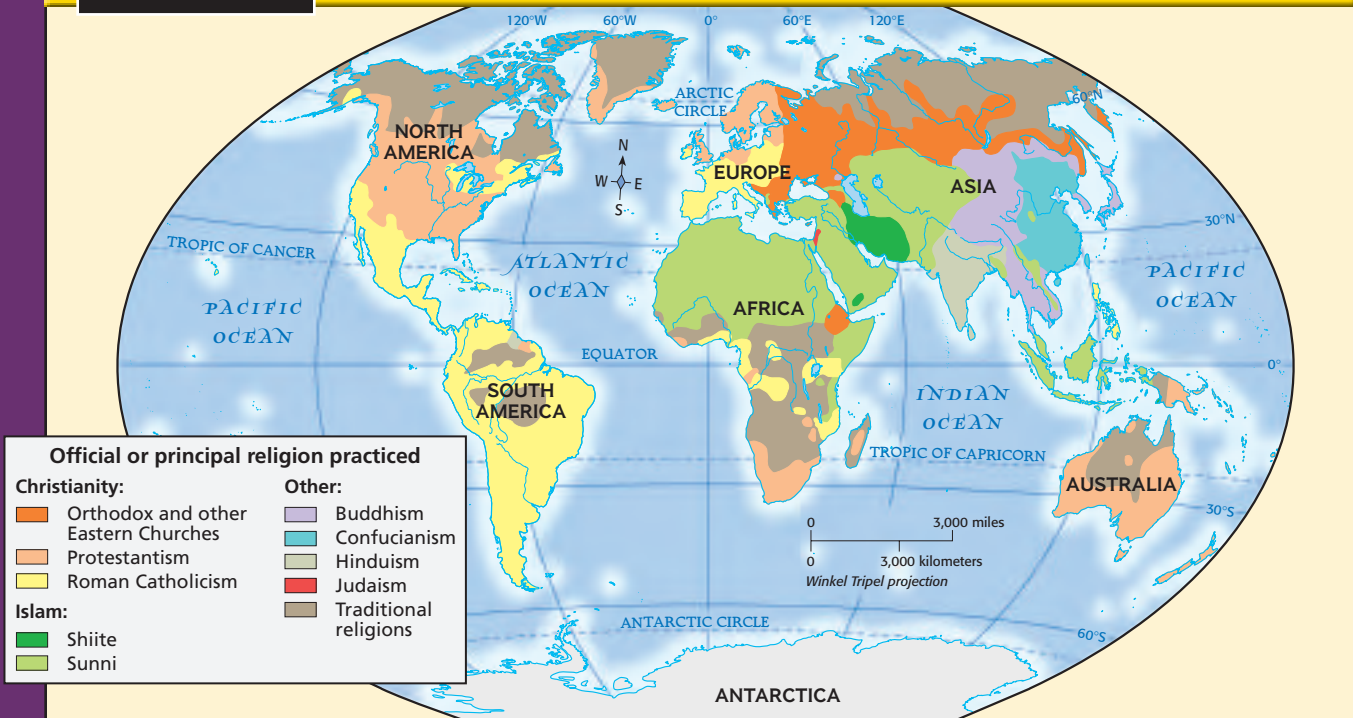 120°W
60°W
0°
60°E
120°E
ARCTIC
CIRCLE
60°N
NORTH
AMERICA
N
W
E
S
EUROPE
ASIA
30°N
TROPIC OF CANCER
ATLANTIC
OCEAN
PACIFIC
OCEAN
PACIFIC
OCEAN
AFRICA
EQUATOR
0°
SOUTH
AMERICA
INDIAN
OCEAN
TROPIC OF CAPRICORN
AUSTRALIA
30°S
0
3,000 miles
0
3,000 kilometers
Winkel Tripel projection
ANTARCTIC CIRCLE
60°S
ANTARCTICA
Official or principal religion practiced
Christianity:
Orthodox and other
Eastern Churches
Protestantism
Roman Catholicism
Islam:
Shiite
Sunni
Other:
Buddhism
Confucianism
Hinduism
Judaism
Traditional
religions